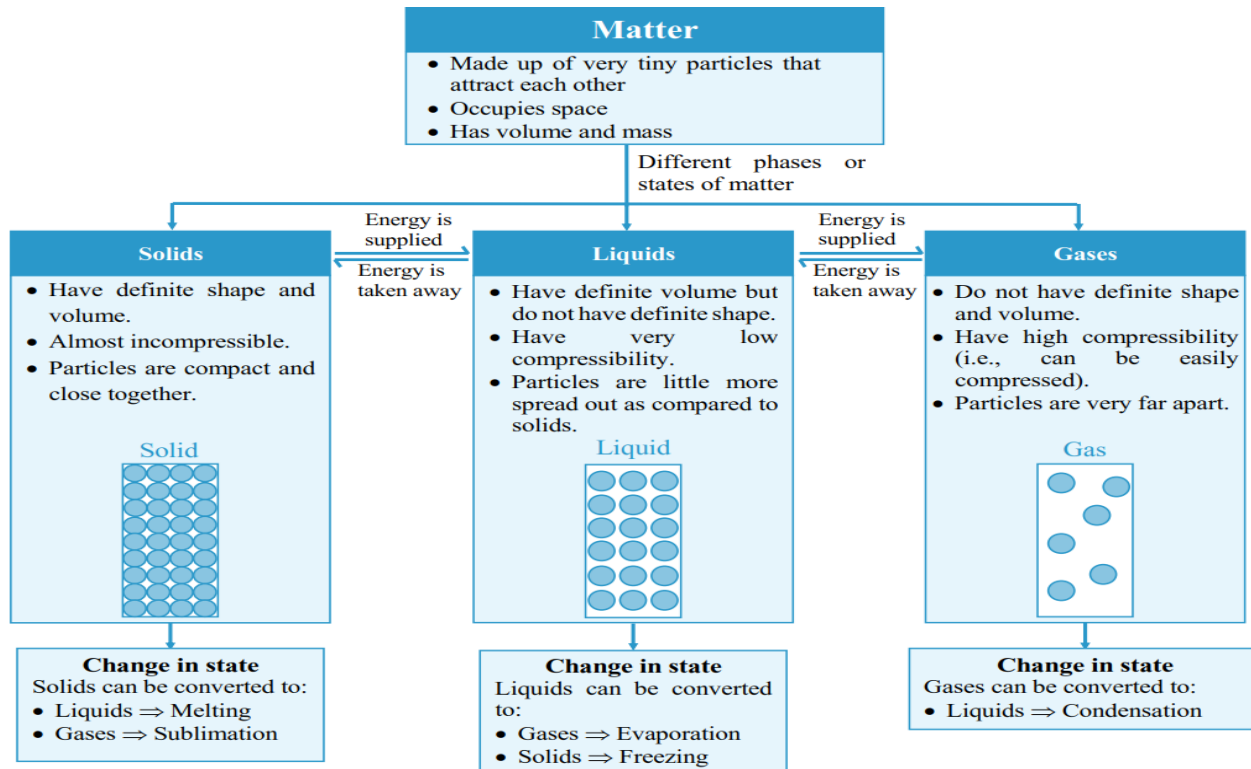 Matter
• Made up of very tiny particles that
attract each other
• Occupies space
• Has volume and mass
Different phases or
states of matter
Solids
Energy is
supplied
Energy is
taken away
Liquids
Energy is
supplied
Energy is
taken away
Gases
• Have definite shape and
volume.
• Almost incompressible.
• Particles are compact and
close together.
Solid
• Have definite volume but
do not have definite shape.
• Have very low
compressibility.
• Particles are little more
spread out as compared to
solids.
Liquid
• Do not have definite shape
and volume.
• Have high compressibility
(i.e., can be easily
compressed).
• Particles are very far apart.
Gas
Change in state
Solids can be converted to:
• Liquids ⇒ Melting
• Gases ⇒ Sublimation
Change in state
Liquids can be converted
to:
• Gases ⇒ Evaporation
• Solids ⇒ Freezing
Change in state
Gases can be converted to:
• Liquids ⇒ Condensation